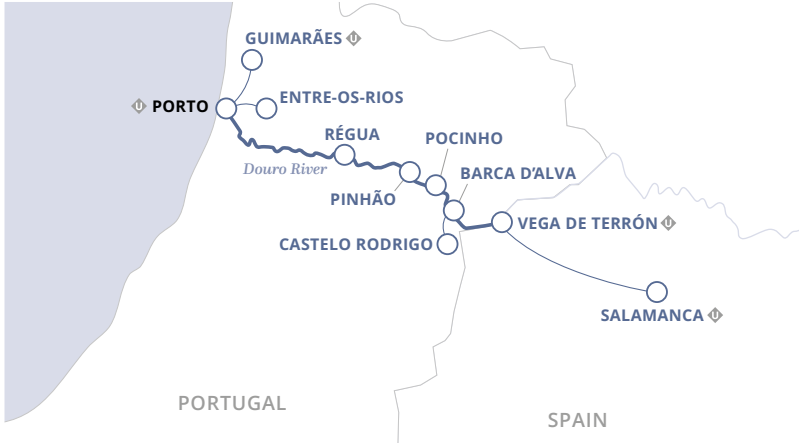 GUIMARÃES U
U PORTO
ENTRE-OS-RIOS
RÉGUA
POCINHO
Douro River
BARCA D'ALVA
PINHÃO
VEGA DE TERRÓN U
CASTELO RODRIGO
SALAMANCA U
PORTUGAL
SPAIN